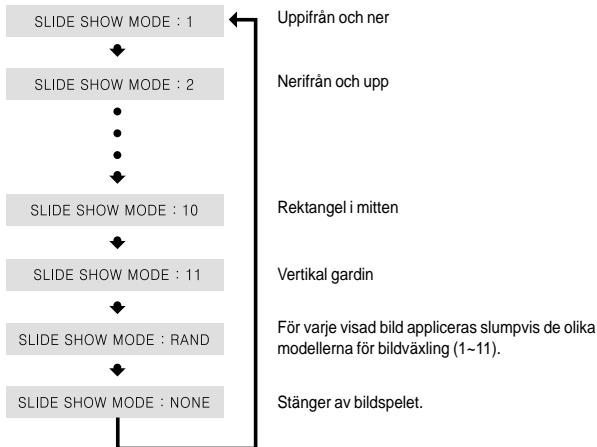 SLIDE SHOW MODE : 1
Uppifrån och ner
SLIDE SHOW MODE : 2
Nerifrån och upp
SLIDE SHOW MODE : 10
Rektangel i mitten
SLIDE SHOW MODE : 11
Vertikal gardin
SLIDE SHOW MODE : RAND
För varje visad bild appliceras slumpvis de olika
modellerna för bildväxling (1~11).
SLIDE SHOW MODE : NONE
Stänger av bildspelet.